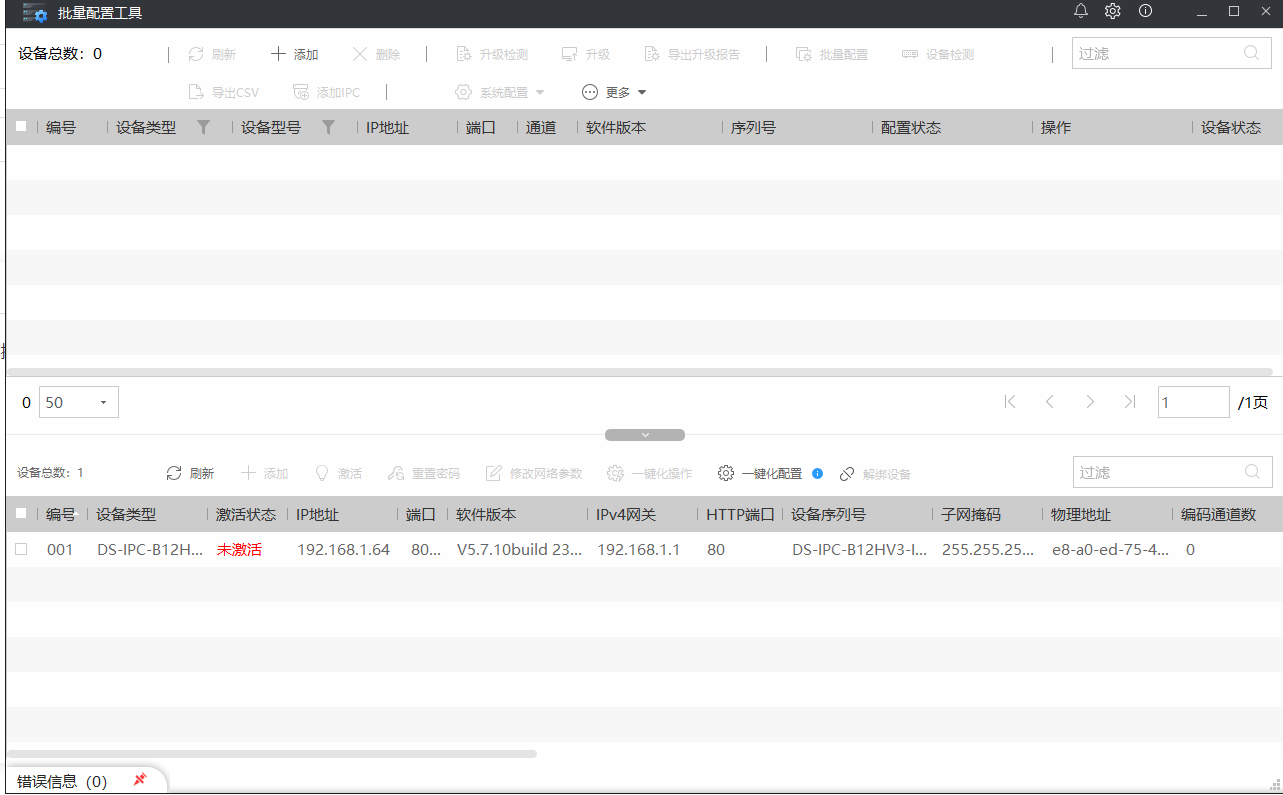 批量配置工具
设备总数：0 刷新 添加 删除 升级检测 升级 导出升级报告 批量配置 设备检测 过滤
导出CSV 添加IPC 系统配置 更多
编号 设备类型 设备型号 IP地址 端口 通道 软件版本 序列号 配置状态 操作 设备状态
0 50 1 /1页
设备总数：1 刷新 添加 激活 重置密码 修改网络参数 一键化操作 一键化配置 解绑设备 过滤
编号 设备类型 激活状态 IP地址 端口 软件版本 IPv4网关 HTTP端口 设备序列号 子网掩码 物理地址 编码通道数
001 DS-IPC-B12H... 未激活 192.168.1.64 80... V5.7.10build 23... 192.168.1.1 80 DS-IPC-B12HV3-I... 255.255.25... e8-a0-ed-75-4... 0
错误信息（0）